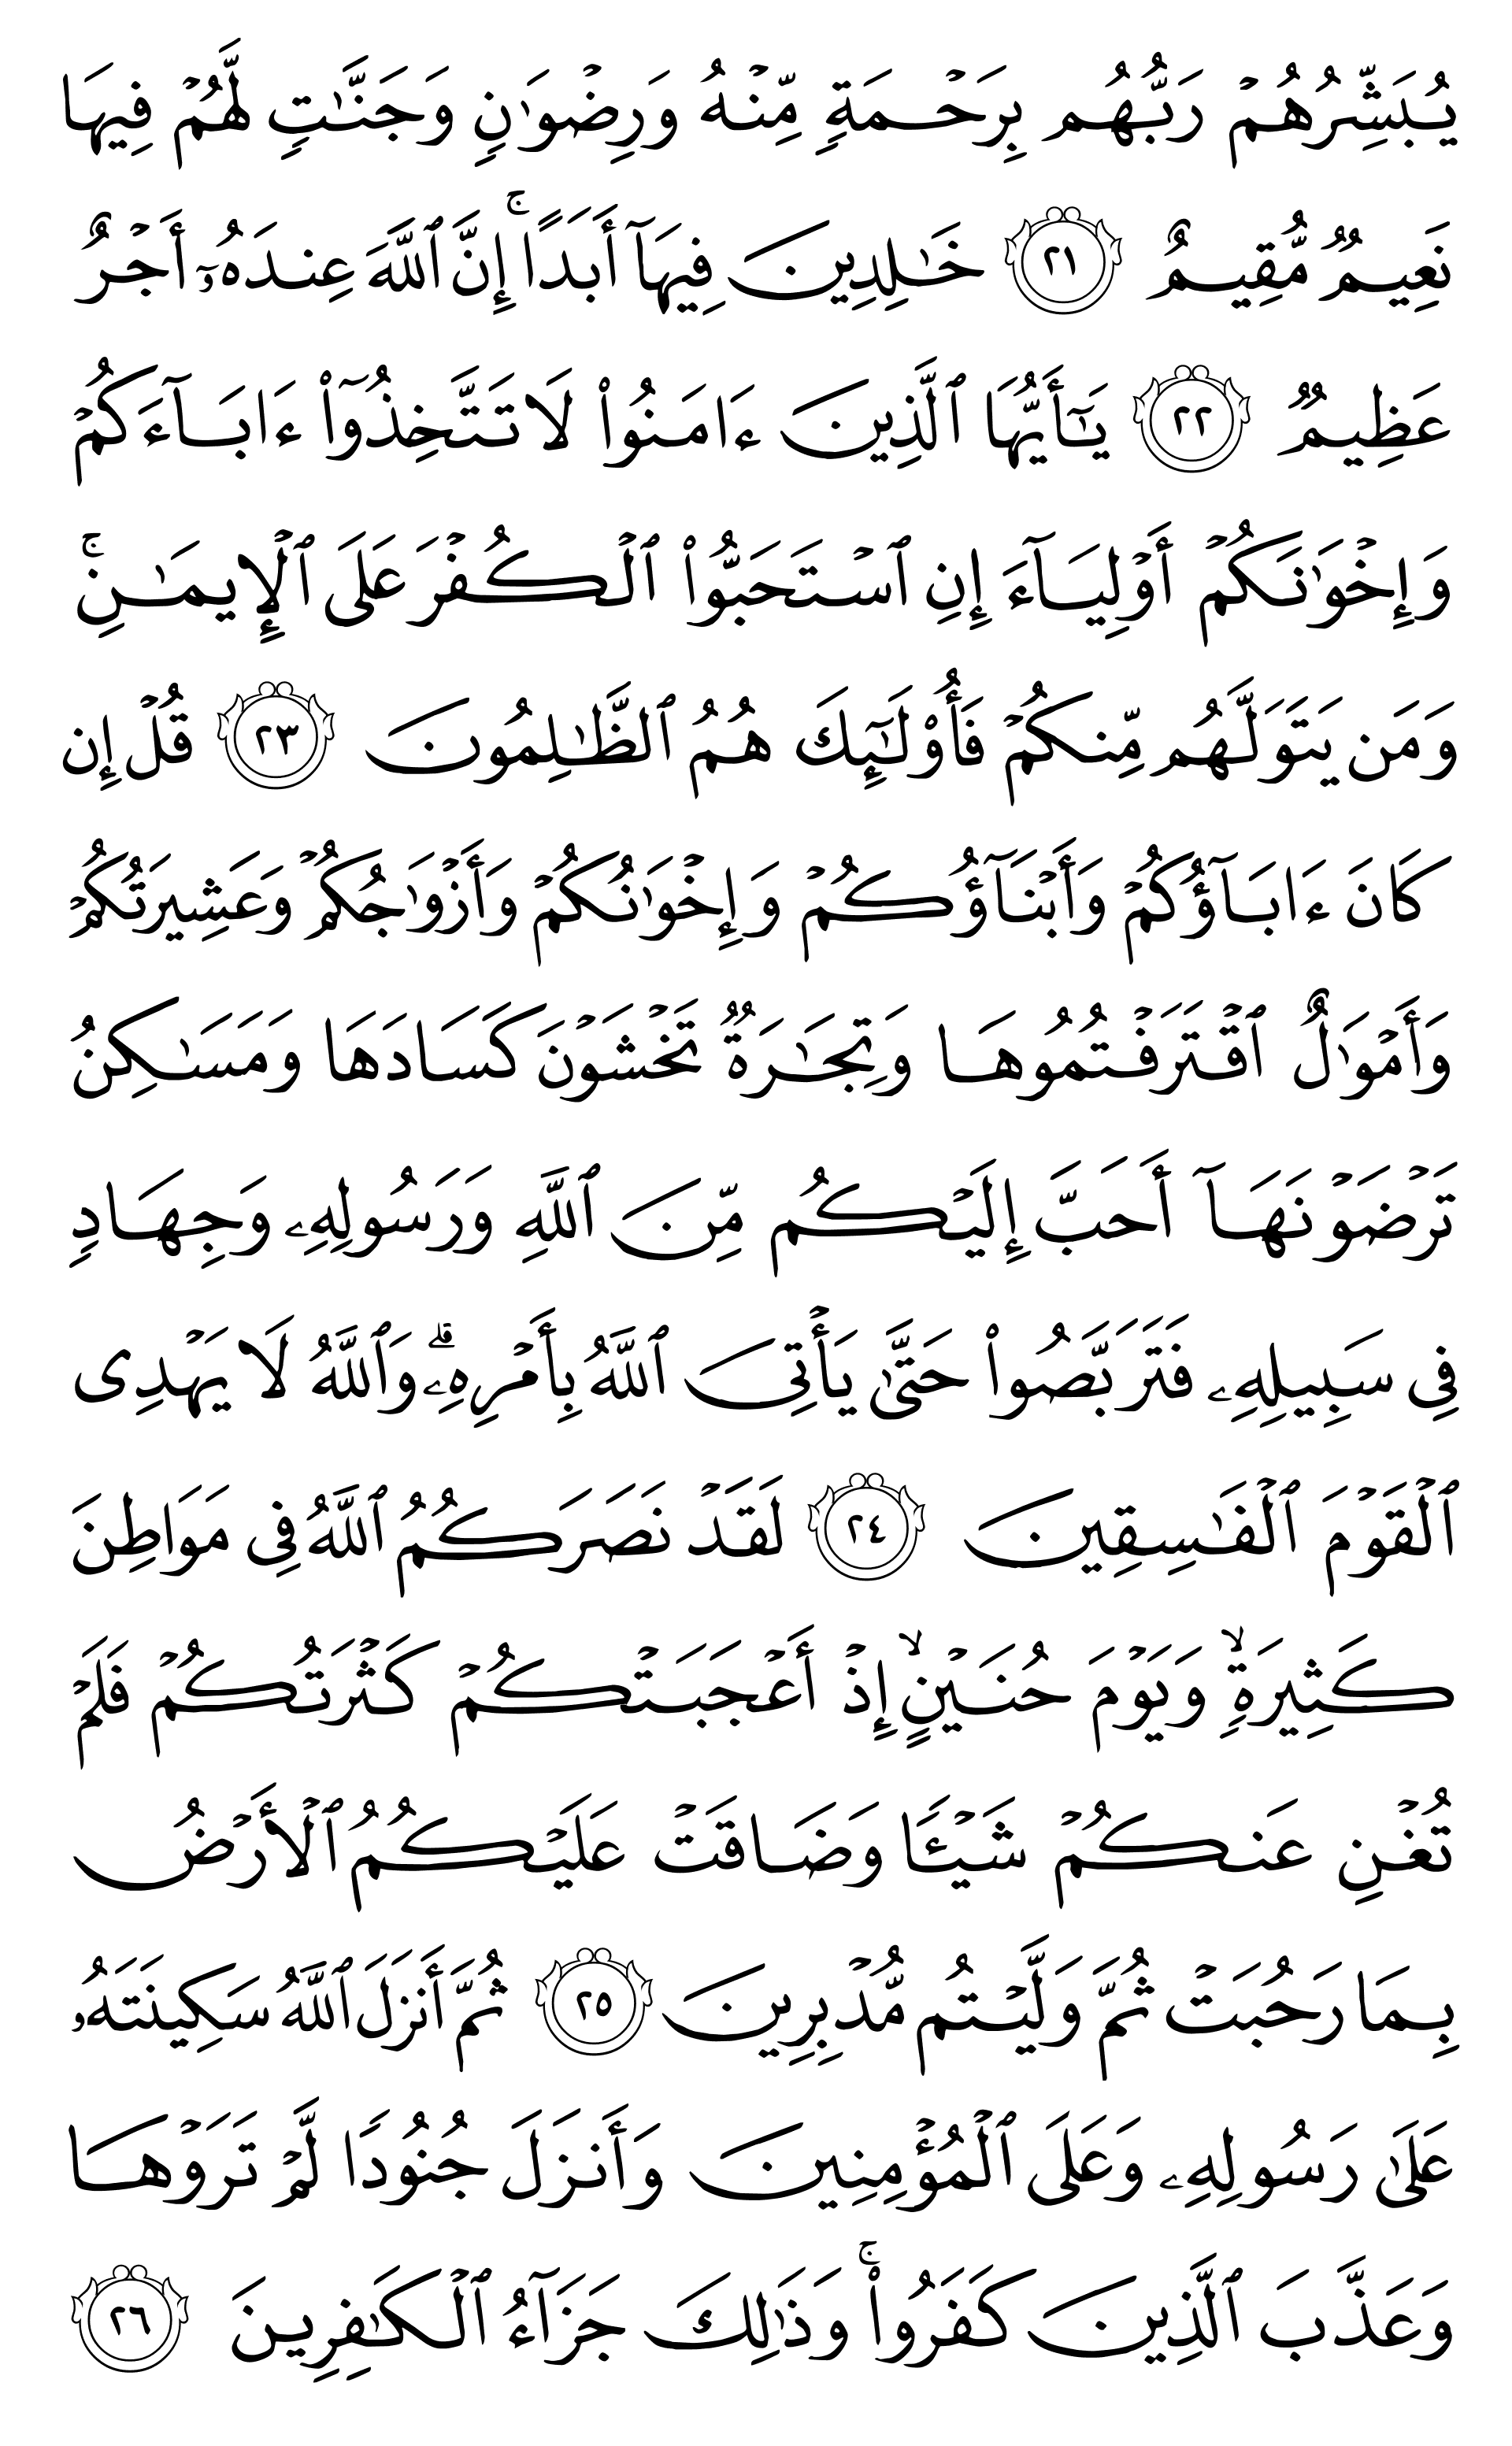 يُبَشِّرُهُمۡ رَبُّهُم بِرَحۡمَةٖ مِّنۡهُ وَرِضۡوَٰنٖ وَجَنَّٰتٖ لَّهُمۡ فِيهَا
نَعِيمٞ مُّقِيمٌ ٢١ خَٰلِدِينَ فِيهَآ أَبَدًاۚ إِنَّ ٱللَّهَ عِندَهُۥٓ أَجۡرٌ
عَظِيمٞ ٢٢ يَٰٓأَيُّهَا ٱلَّذِينَ ءَامَنُواْ لَا تَتَّخِذُوٓاْ ءَابَآءَكُمۡ
وَإِخۡوَٰنَكُمۡ أَوۡلِيَآءَ إِنِ ٱسۡتَحَبُّواْ ٱلۡكُفۡرَ عَلَى ٱلۡإِيمَٰنِۚ
وَمَن يَتَوَلَّهُم مِّنكُمۡ فَأُوْلَٰٓئِكَ هُمُ ٱلظَّٰلِمُونَ ٢٣ قُلۡ إِن
كَانَ ءَابَآؤُكُمۡ وَأَبۡنَآؤُكُمۡ وَإِخۡوَٰنُكُمۡ وَأَزۡوَٰجُكُمۡ وَعَشِيرَتُكُمۡ
وَأَمۡوَٰلٌ ٱقۡتَرَفۡتُمُوهَا وَتِجَٰرَةٞ تَخۡشَوۡنَ كَسَادَهَا وَمَسَٰكِنُ
تَرۡضَوۡنَهَآ أَحَبَّ إِلَيۡكُم مِّنَ ٱللَّهِ وَرَسُولِهِۦ وَجِهَادٖ
فِي سَبِيلِهِۦ فَتَرَبَّصُواْ حَتَّىٰ يَأۡتِيَ ٱللَّهُ بِأَمۡرِهِۦۗ وَٱللَّهُ لَا يَهۡدِي
ٱلۡقَوۡمَ ٱلۡفَٰسِقِينَ ٢٤ لَقَدۡ نَصَرَكُمُ ٱللَّهُ فِي مَوَاطِنَ
كَثِيرَةٖۙ وَيَوۡمَ حُنَيۡنٍۙ إِذۡ أَعۡجَبَتۡكُمۡ كَثۡرَتُكُمۡ فَلَمۡ
تُغۡنِ عَنكُمۡ شَيۡـٔٗا وَضَاقَتۡ عَلَيۡكُمُ ٱلۡأَرۡضُ
بِمَا رَحُبَتۡ ثُمَّ وَلَّيۡتُم مُّدۡبِرِينَ ٢٥ ثُمَّ أَنزَلَ ٱللَّهُ سَكِينَتَهُۥ
عَلَىٰ رَسُولِهِۦ وَعَلَى ٱلۡمُؤۡمِنِينَ وَأَنزَلَ جُنُودٗا لَّمۡ تَرَوۡهَا
وَعَذَّبَ ٱلَّذِينَ كَفَرُواْۚ وَذَٰلِكَ جَزَآءُ ٱلۡكَٰفِرِينَ ٢٦